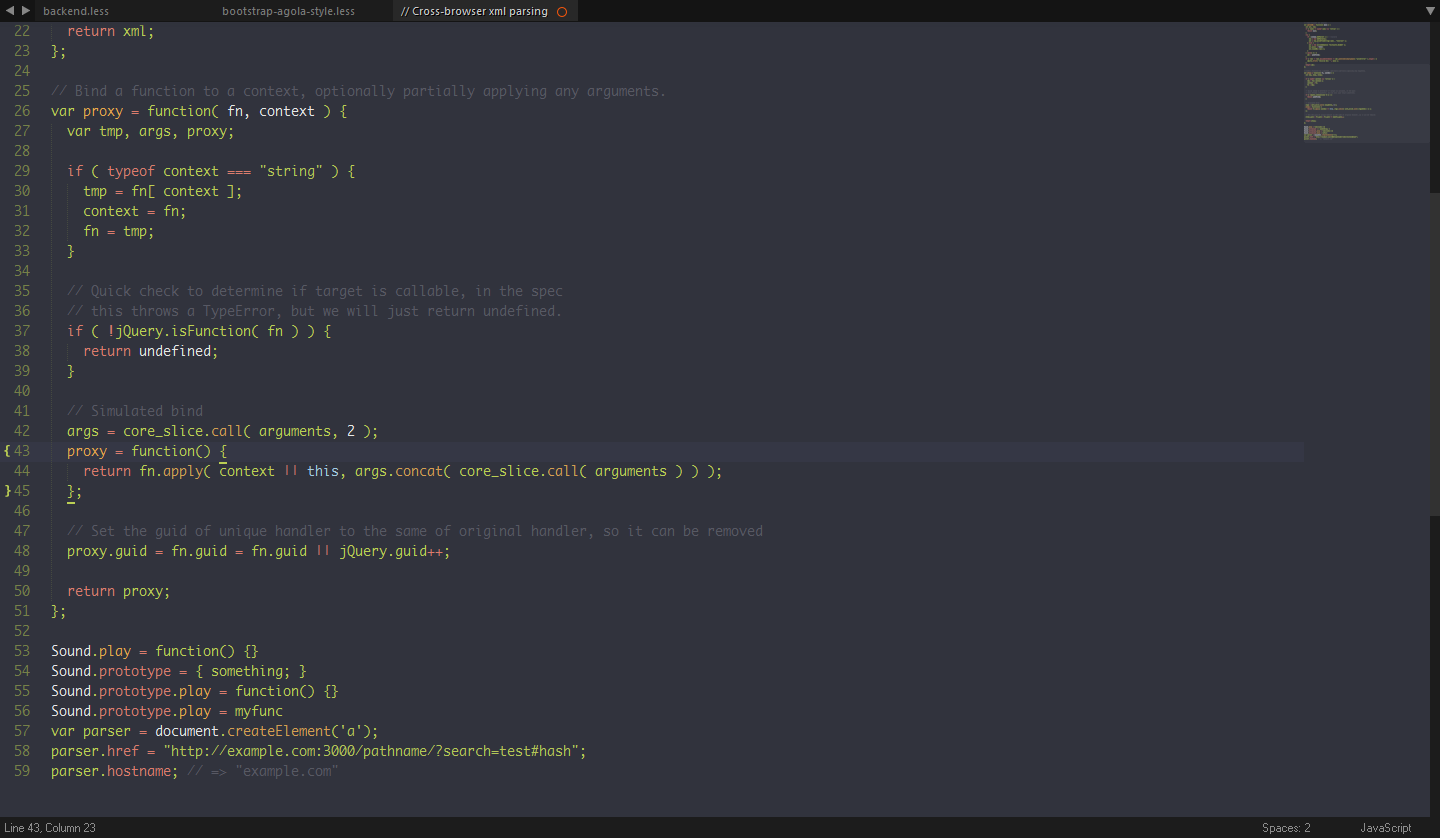 backend.less bootstrap-agola-style.less // Cross-browser xml parsing
22 return xml;
23 };
24
25 // Bind a function to a context, optionally partially applying any arguments.
26 var proxy = function( fn, context ) {
27 var tmp, args, proxy;
28
29 if ( typeof context === "string" ) {
30 tmp = fn[ context ];
31 context = fn;
32 fn = tmp;
33 }
34
35 // Quick check to determine if target is callable, in the spec
36 // this throws a TypeError, but we will just return undefined.
37 if ( !jQuery.isFunction( fn ) ) {
38 return undefined;
39 }
40
41 // Simulated bind
42 args = core_slice.call( arguments, 2 );
{ 43 proxy = function() {
44 return fn.apply( context || this, args.concat( core_slice.call( arguments ) ) );
} 45 };
46
47 // Set the guid of unique handler to the same of original handler, so it can be removed
48 proxy.guid = fn.guid = fn.guid || jQuery.guid++;
49
50 return proxy;
51 };
52
53 Sound.play = function() {}
54 Sound.prototype = { something; }
55 Sound.prototype.play = function() {}
56 Sound.prototype.play = myfunc
57 var parser = document.createElement('a');
58 parser.href = "http://example.com:3000/pathname/?search=test#hash";
59 parser.hostname; // => "example.com"
Line 43, Column 23 Spaces: 2 JavaScript